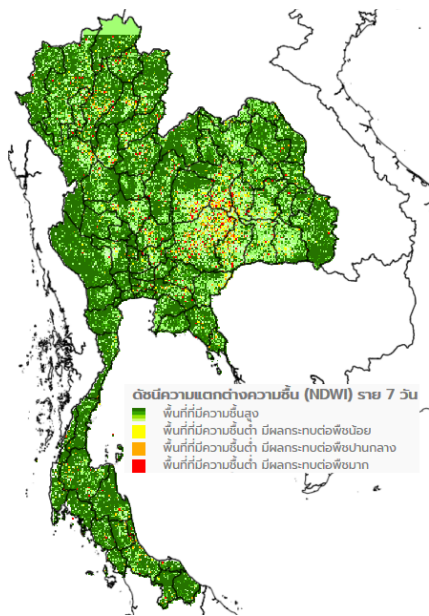 ดัชนีความแตกต่างความชื้น (NDWI) ราย 7 วัน
พื้นที่ที่มีความชื้นสูง
พื้นที่ที่มีความชื้นต่ำ มีผลกระทบต่อพืชน้อย
พื้นที่ที่มีความชื้นต่ำ มีผลกระทบต่อพืชปานกลาง
พื้นที่ที่มีความชื้นต่ำ มีผลกระทบต่อพืชมาก